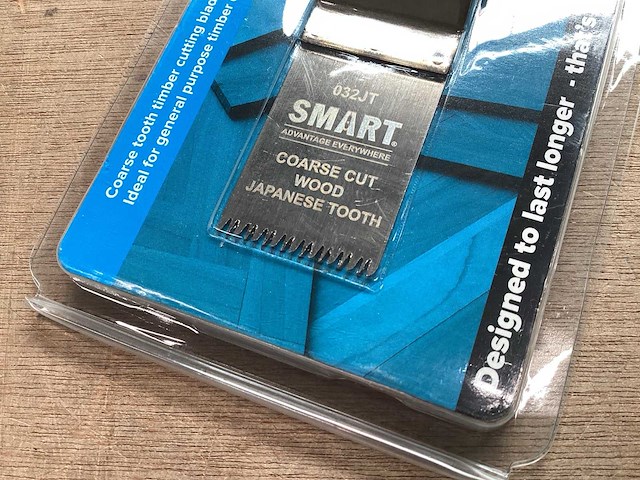 Coarse tooth timber cutting
Ideal for general purpose timber
032JT
SMART®
ADVANTAGE EVERYWHERE
COARSE CUT
WOOD
JAPANESE TOOTH
Designed to last longer - that's